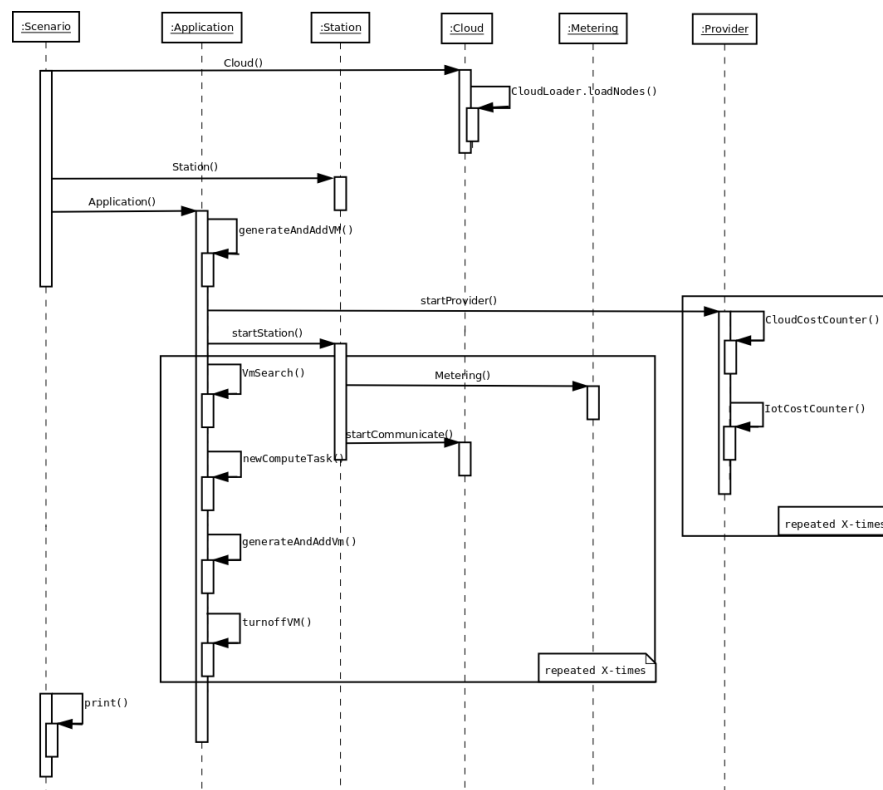 :Scenario
:Application
:Station
:Cloud
:Metering
:Provider
Cloud()
CloudLoader.loadNodes()
Station()
Application()
generateAndAddVM()
startProvider()
CloudCostCounter()
startStation()
VmSearch()
Metering()
IotCostCounter()
startCommunicate()
newComputeTask()
repeated X-times
generateAndAddVm()
turnoffVM()
repeated X-times
print()